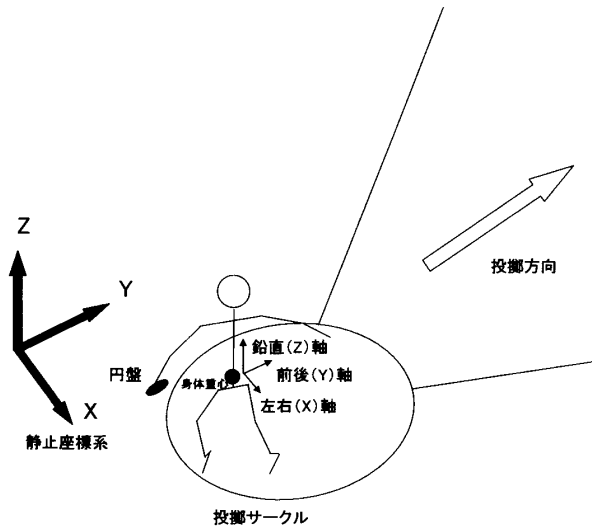 Z
Y
X
静止座標系
円盤
身体重心
鉛直(Z)軸
前後(Y)軸
左右(X)軸
投擲方向
投擲サークル